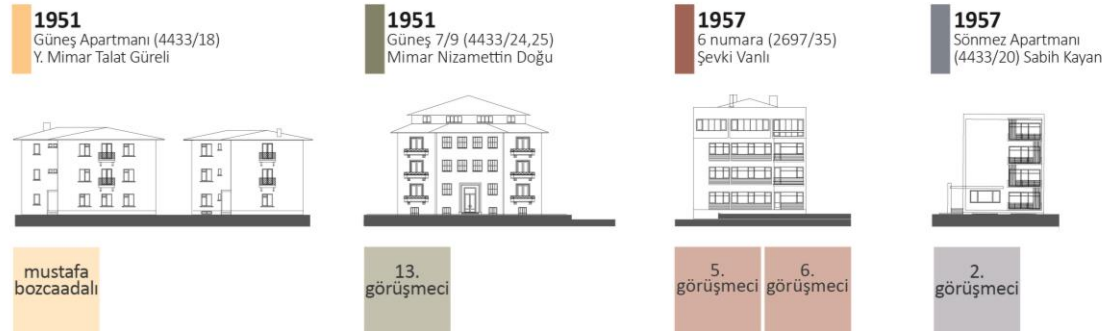 1951
Güneş Apartmanı (4433/18)
Y. Mimar Talat Güreli
1951
Güneş 7/9 (4433/24,25)
Mimar Nizamettin Doğu
1957
6 numara (2697/35)
Şevki Vanlı
1957
Sönmez Apartmanı
(4433/20) Sabih Kayan
mustafa
bozcaadalı
13.
görüşmeci
5.
görüşmeci
6.
görüşmeci
2.
görüşmeci